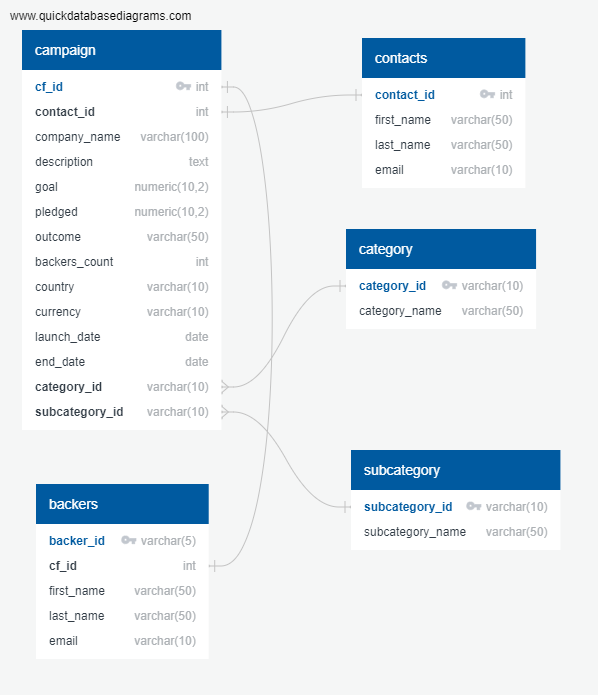 www.quickdatabasediagrams.com
campaign
cf_id int
contact_id int
company_name varchar(100)
description text
goal numeric(10,2)
pledged numeric(10,2)
outcome varchar(50)
backers_count int
country varchar(10)
currency varchar(10)
launch_date date
end_date date
category_id varchar(10)
subcategory_id varchar(10)
contacts
contact_id int
first_name varchar(50)
last_name varchar(50)
email varchar(10)
category
category_id varchar(10)
category_name varchar(50)
subcategory
subcategory_id varchar(10)
subcategory_name varchar(50)
backers
backer_id varchar(5)
cf_id int
first_name varchar(50)
last_name varchar(50)
email varchar(10)